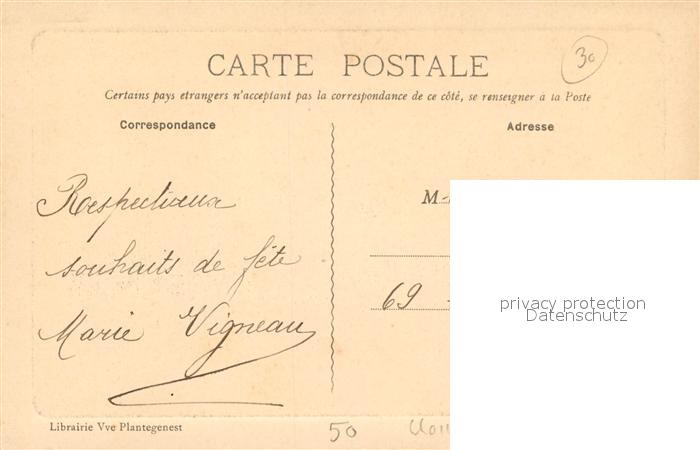 30
CARTE POSTALE
Certains pays etrangers n'acceptant pas la correspondance de ce côté, se renseigner à la Poste
Correspondance
Adresse
Respectueux
souhaits de fête
Marie Vigneau
M
69
privacy protection
Datenschutz
Librairie Vve Plantegenest
50